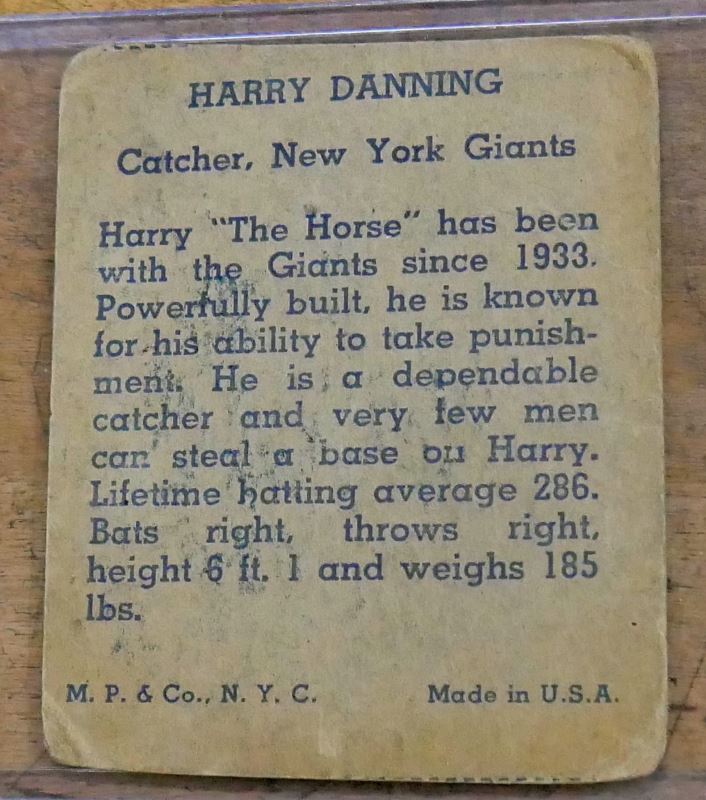 HARRY DANNING
Catcher, New York Giants
Harry "The Horse" has been
with the Giants since 1933.
Powerfully built, he is known
for his ability to take punish-
ment. He is a dependable
catcher and very few men
can steal a base on Harry.
Lifetime batting average 286.
Bats right, throws right,
height 6 ft. 1 and weighs 185
lbs.
M. P. & Co., N. Y. C. Made in U.S.A.